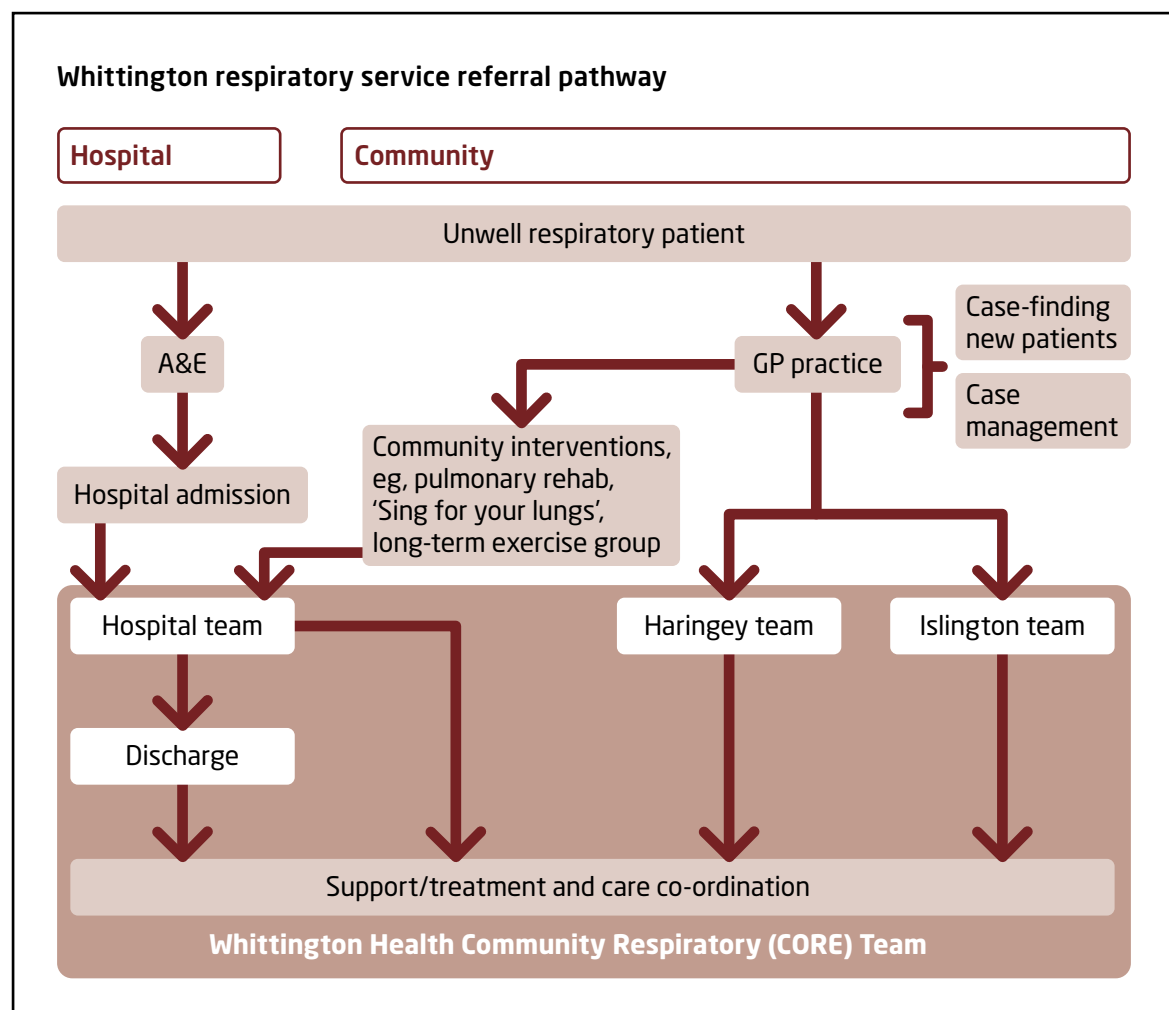 Whittington respiratory service referral pathway
Hospital
Community
Unwell respiratory patient
A&E
GP practice
Case-finding
new patients
Case
management
Community interventions,
eg, pulmonary rehab,
‘Sing for your lungs’,
long-term exercise group
Hospital admission
Hospital team
Haringey team
Islington team
Discharge
Support/treatment and care co-ordination
Whittington Health Community Respiratory (CORE) Team